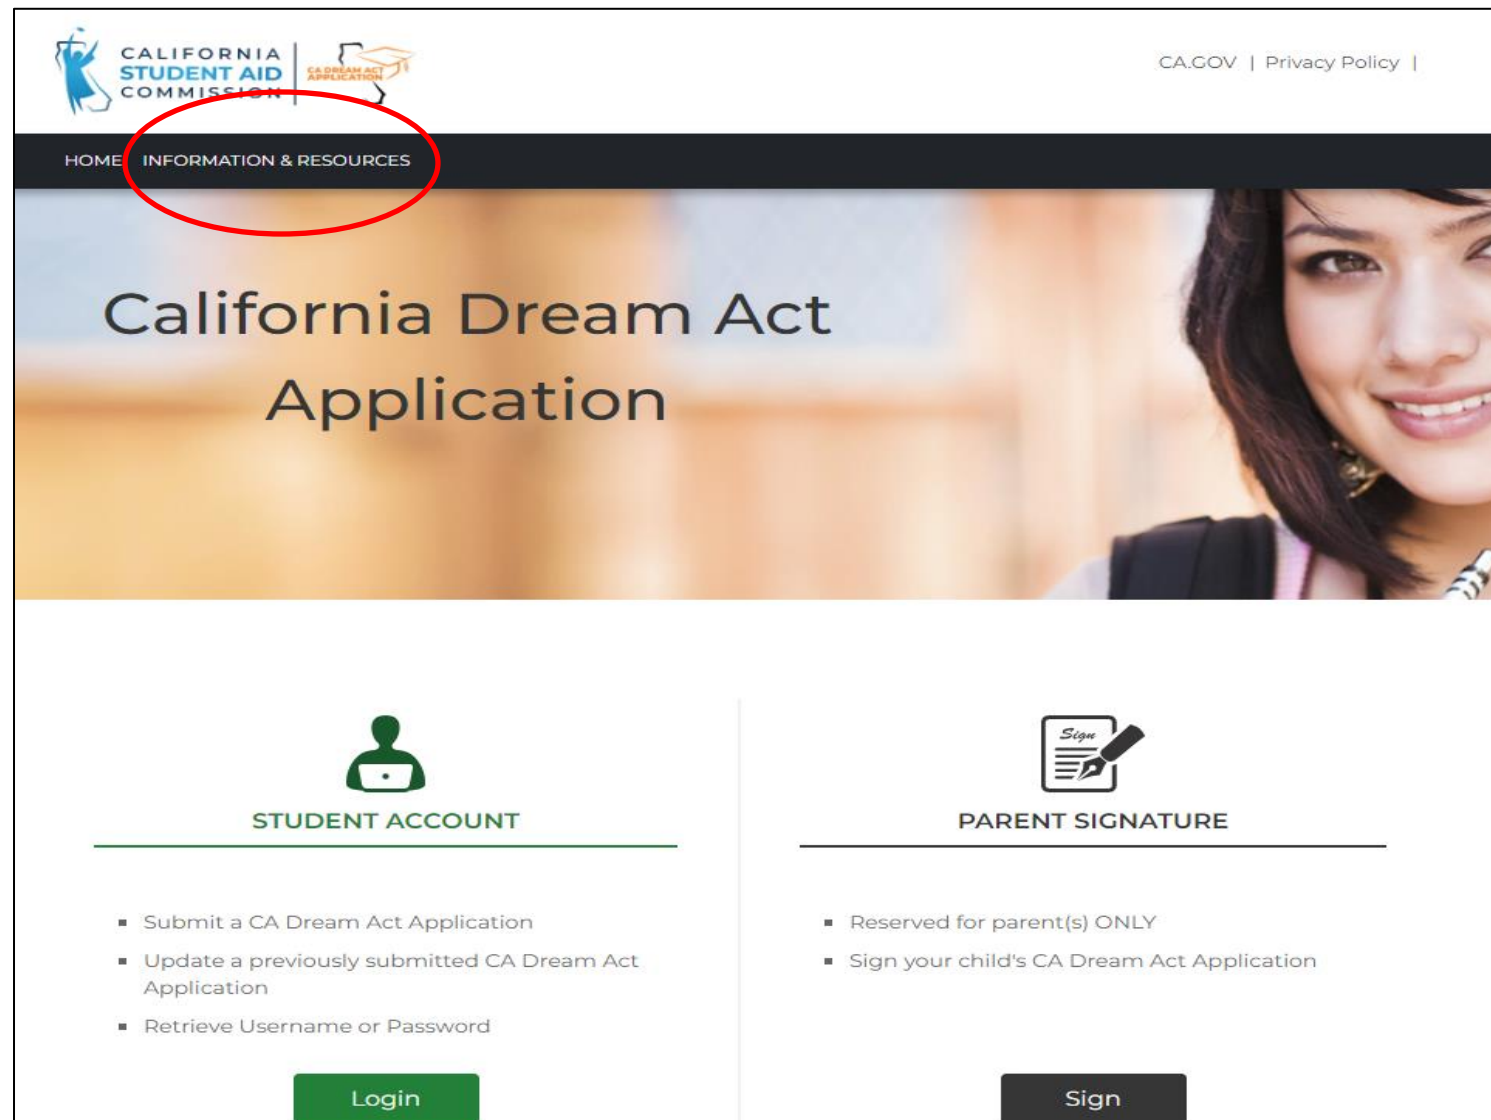 CALIFORNIA
STUDENT AID
COMMISSION
CA DREAM ACT
APPLICATION
CA.GOV | Privacy Policy |
HOME INFORMATION & RESOURCES
California Dream Act
Application
Sign
STUDENT ACCOUNT
PARENT SIGNATURE
Submit a CA Dream Act Application
Update a previously submitted CA Dream Act
Application
Retrieve Username or Password
Reserved for parent(s) ONLY
Sign your child's CA Dream Act Application
Login
Sign